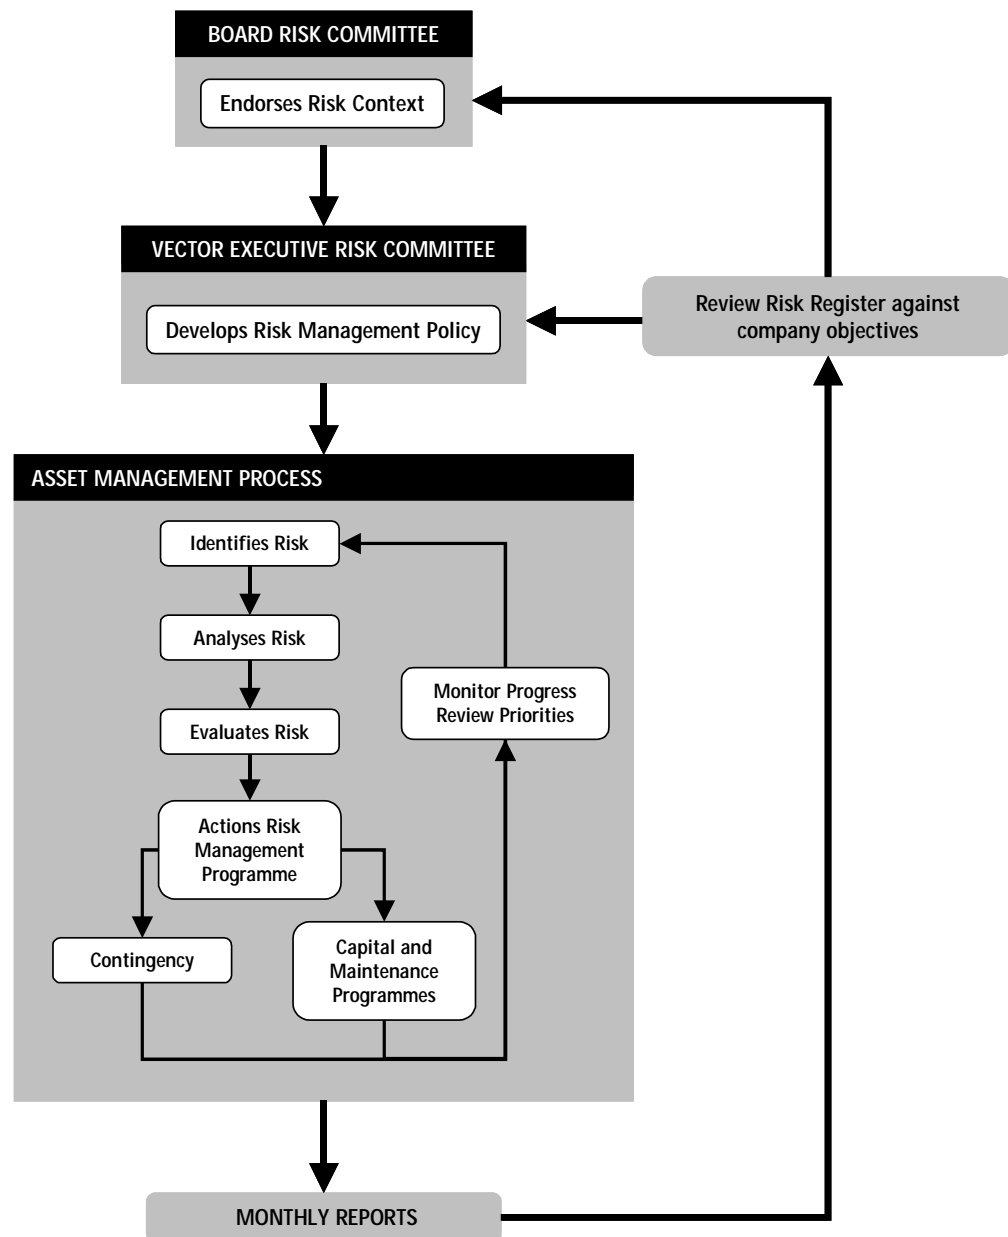 BOARD RISK COMMITTEE
Endorses Risk Context
VECTOR EXECUTIVE RISK COMMITTEE
Develops Risk Management Policy
Review Risk Register against
company objectives
ASSET MANAGEMENT PROCESS
Identifies Risk
Analyses Risk
Monitor Progress
Review Priorities
Evaluates Risk
Actions Risk
Management
Programme
Contingency
Capital and
Maintenance
Programmes
MONTHLY REPORTS